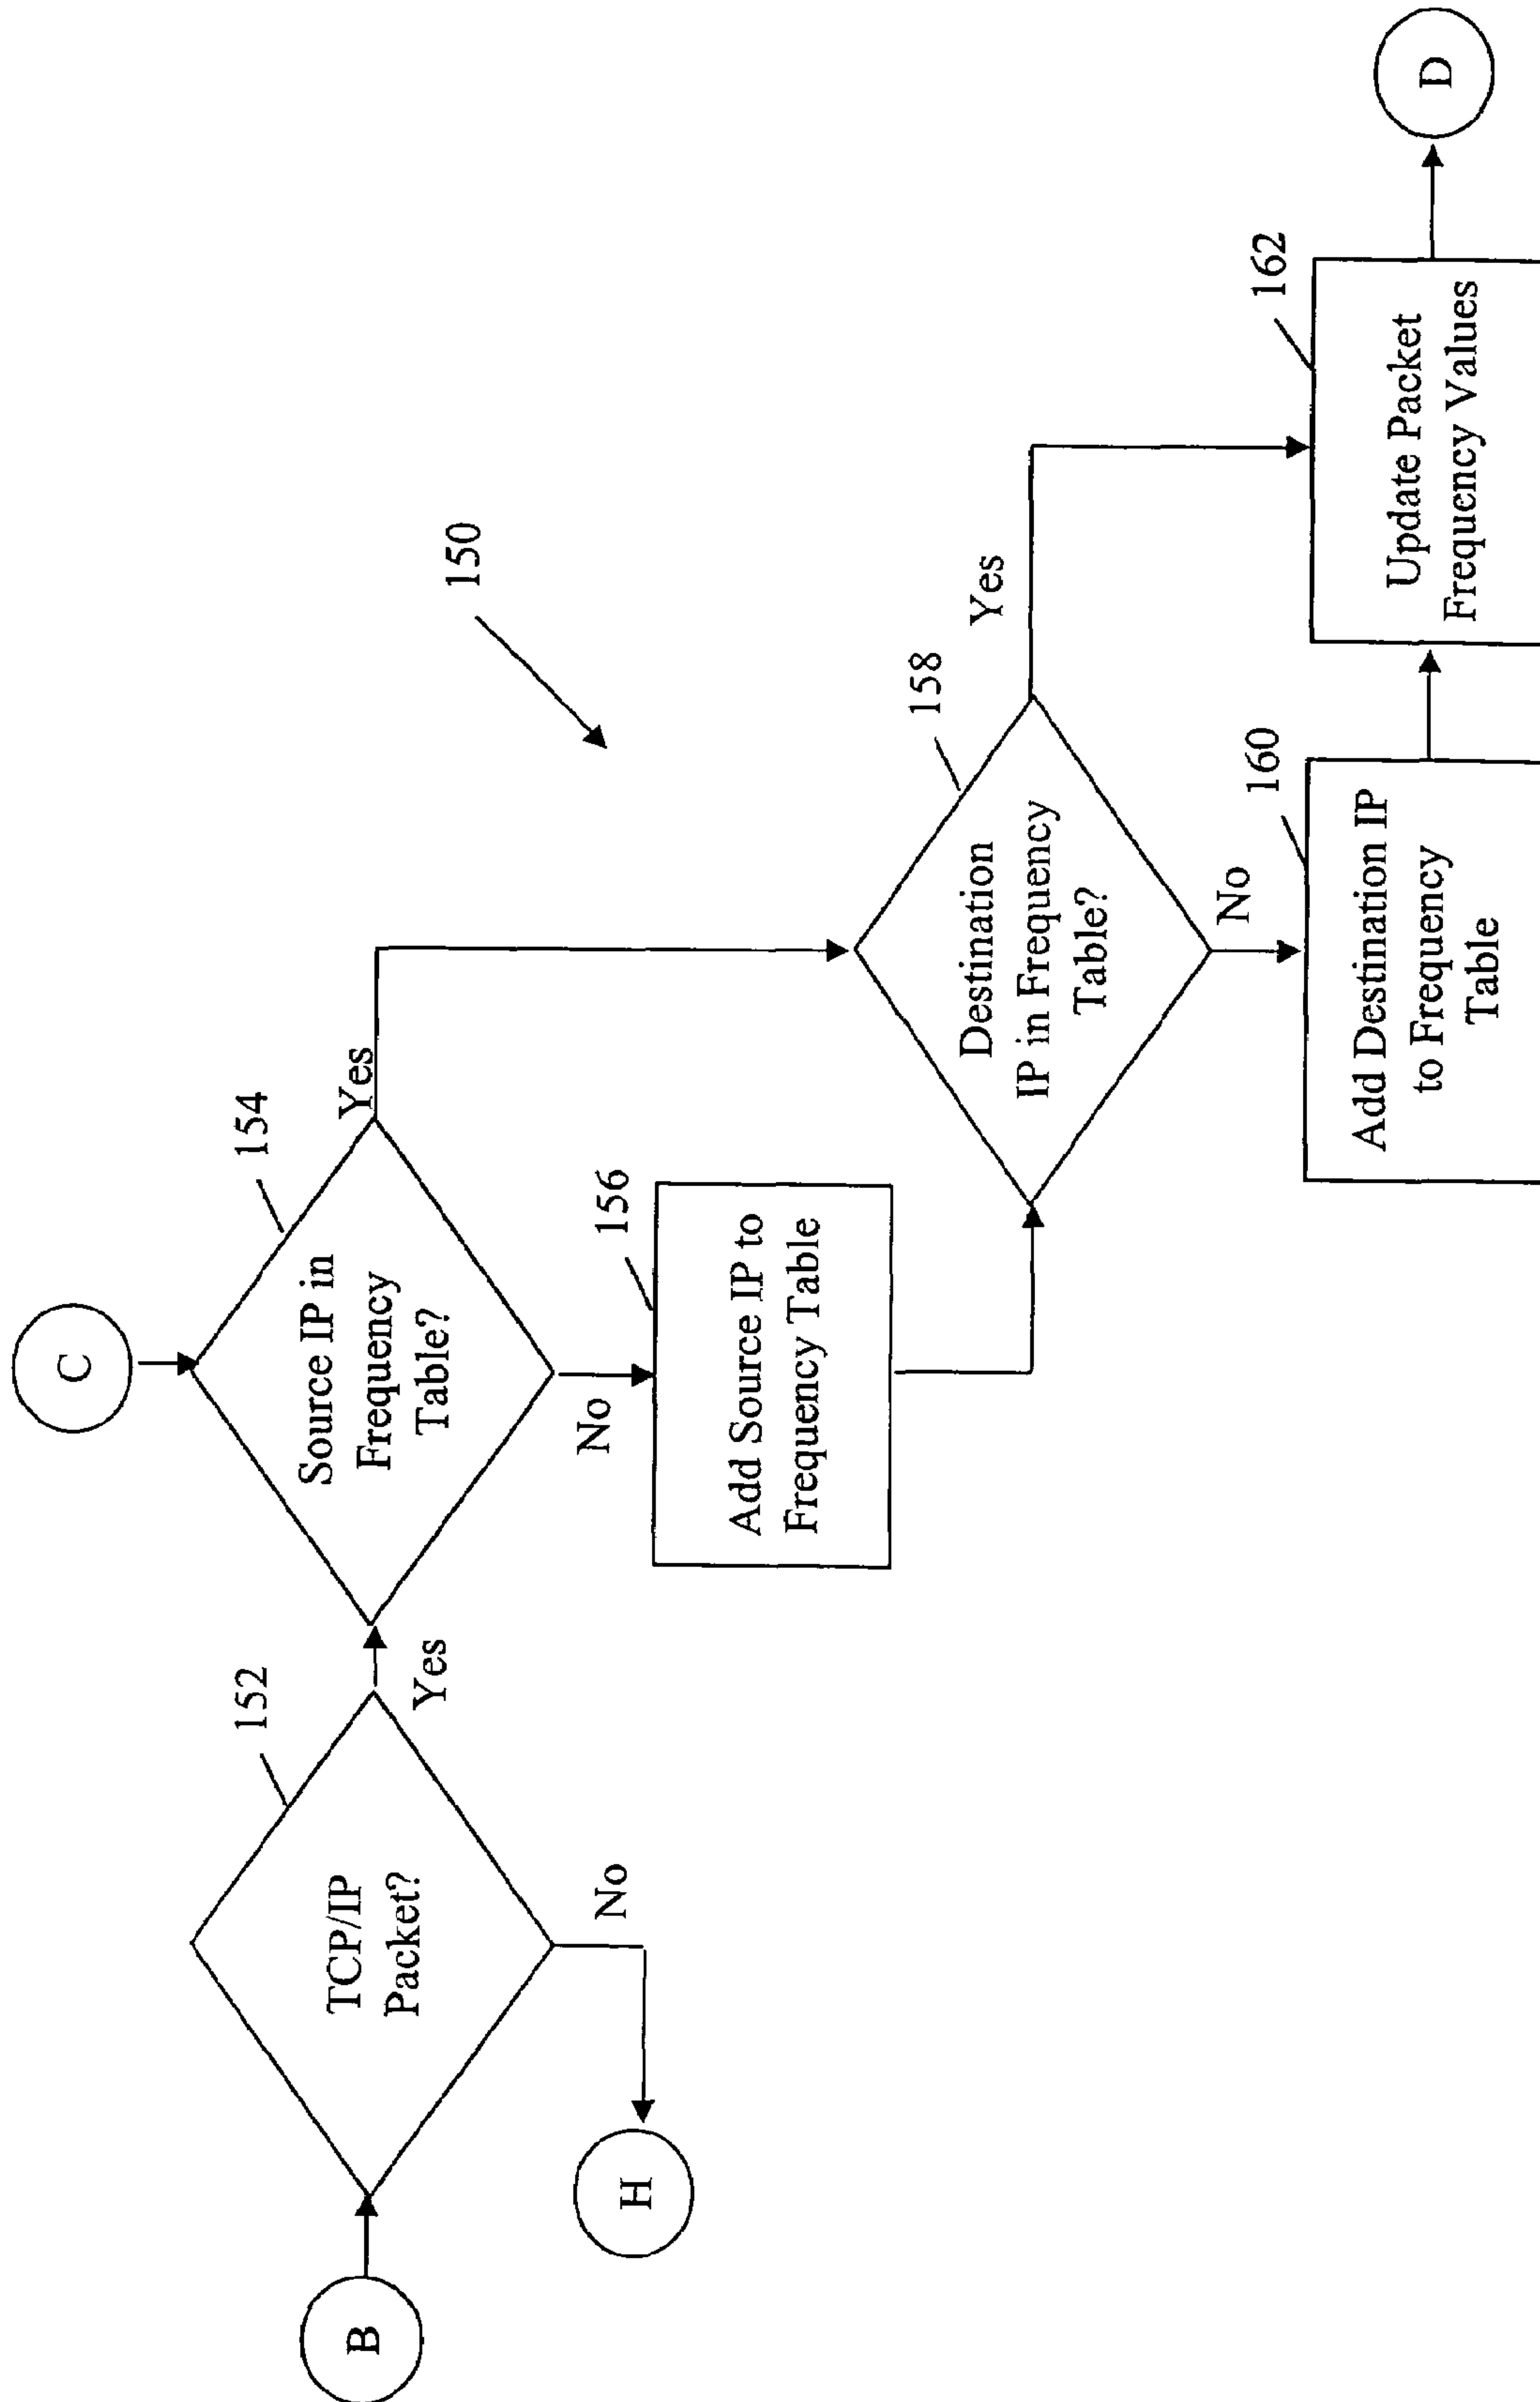 C
150
B
152
TCP/IP
Packet?
Yes
No
H
154
Source IP in
Frequency
Table?
Yes
No
156
Add Source IP to
Frequency Table
158
Destination
IP in Frequency
Table?
Yes
No
160
Add Destination IP
to Frequency
Table
162
Update Packet
Frequency Values
D